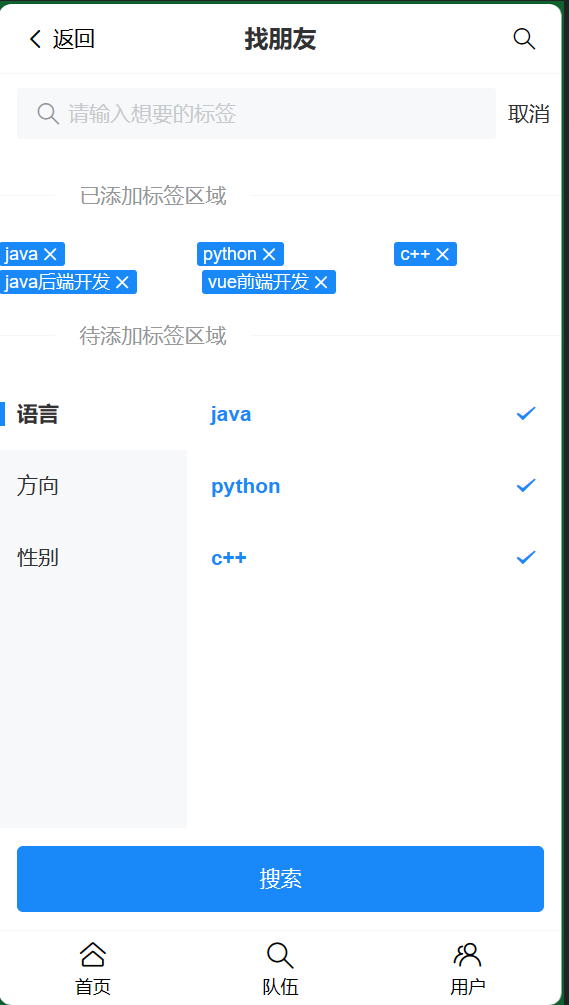 返回 找朋友
请输入想要的标签 取消
已添加标签区域
java python c++
java后端开发 vue前端开发
待添加标签区域
语言 java
方向 python
性别 c++
搜索
首页 队伍 用户